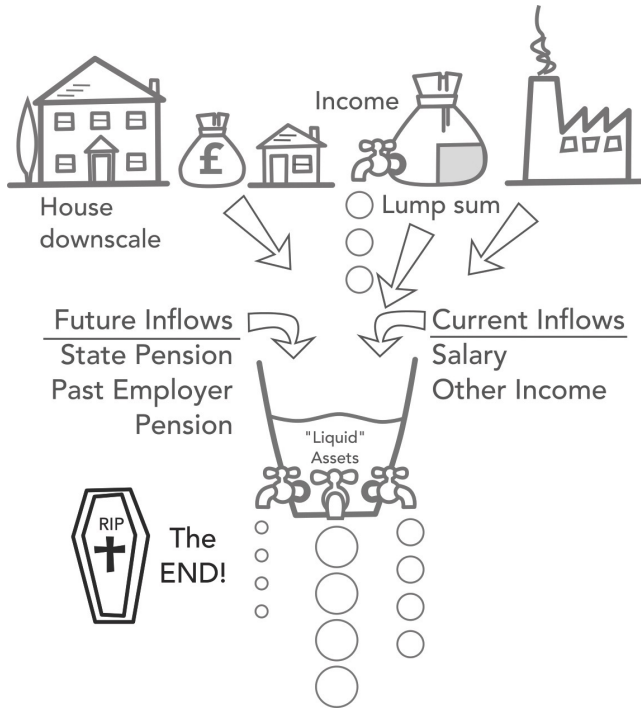 Income
£
House
downscale
Lump sum
Future Inflows
State Pension
Past Employer
Pension
Current Inflows
Salary
Other Income
"Liquid"
Assets
RIP
The
END!